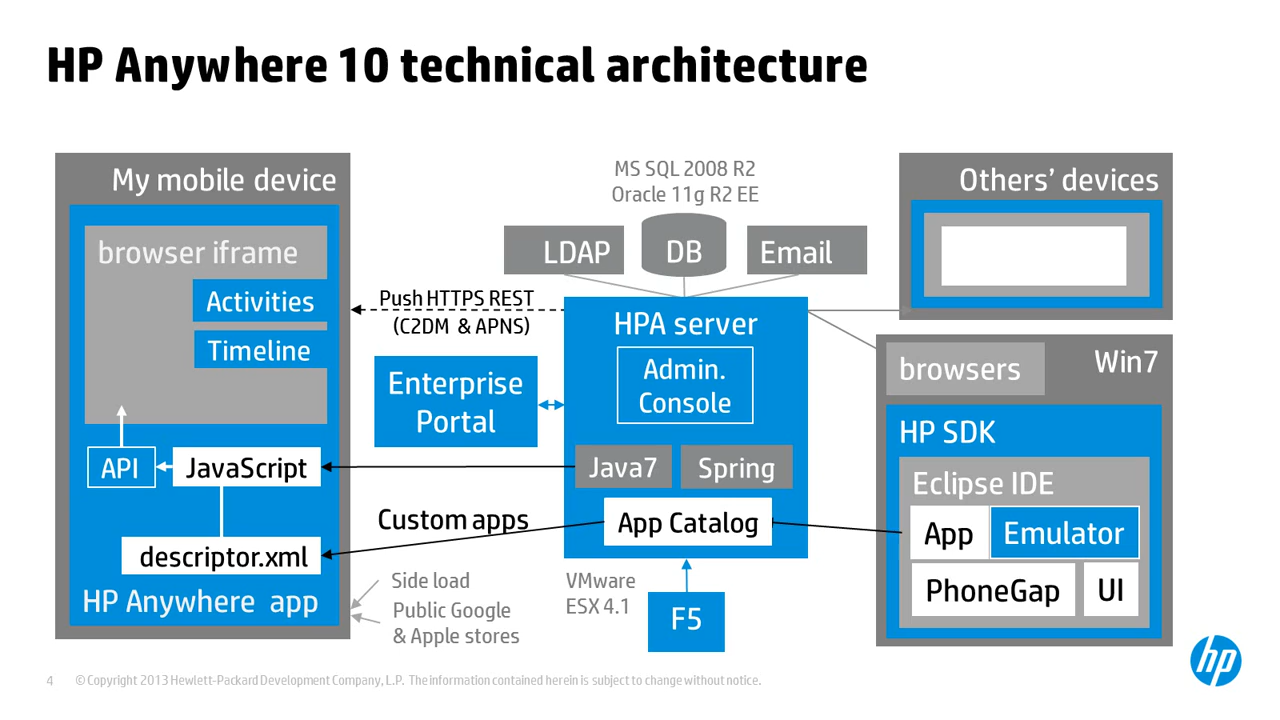 HP Anywhere 10 technical architecture
My mobile device
browser iframe
Activities
Timeline
API
JavaScript
descriptor.xml
HP Anywhere app
Push HTTPS REST
(C2DM & APNS)
Enterprise
Portal
Custom apps
Side load
Public Google
& Apple stores
MS SQL 2008 R2
Oracle 11g R2 EE
LDAP
DB
Email
HPA server
Admin.
Console
Java7
Spring
App Catalog
VMware
ESX 4.1
F5
Others’ devices
browsers
Win7
HP SDK
Eclipse IDE
App
Emulator
PhoneGap
UI
hp
4 © Copyright 2013 Hewlett-Packard Development Company, L.P. The information contained herein is subject to change without notice.